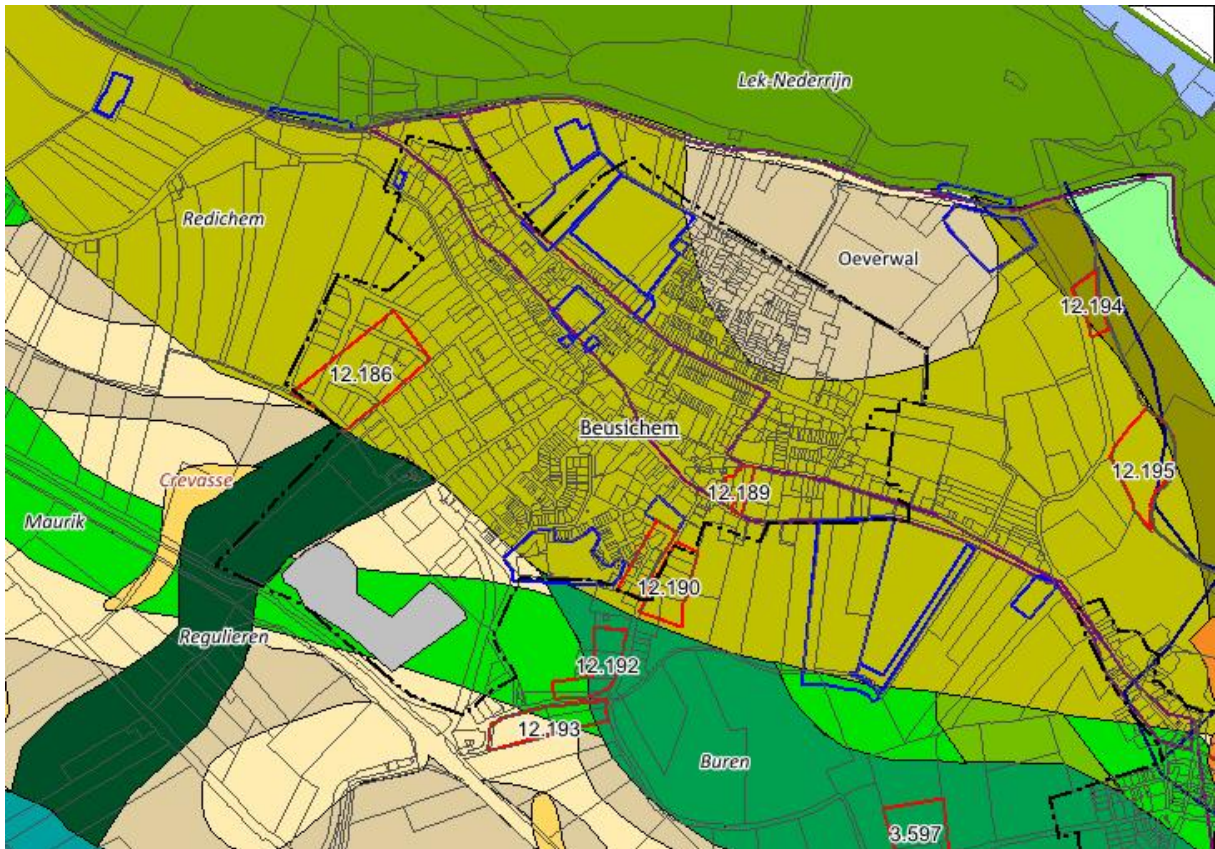 Lek-Nederrijn
Redichem
Oeverwal
12.194
12.186
Beusichem
Crevasse
12.195
12.189
Maurik
12.190
Regulieren
12.192
12.193
Buren
3.597